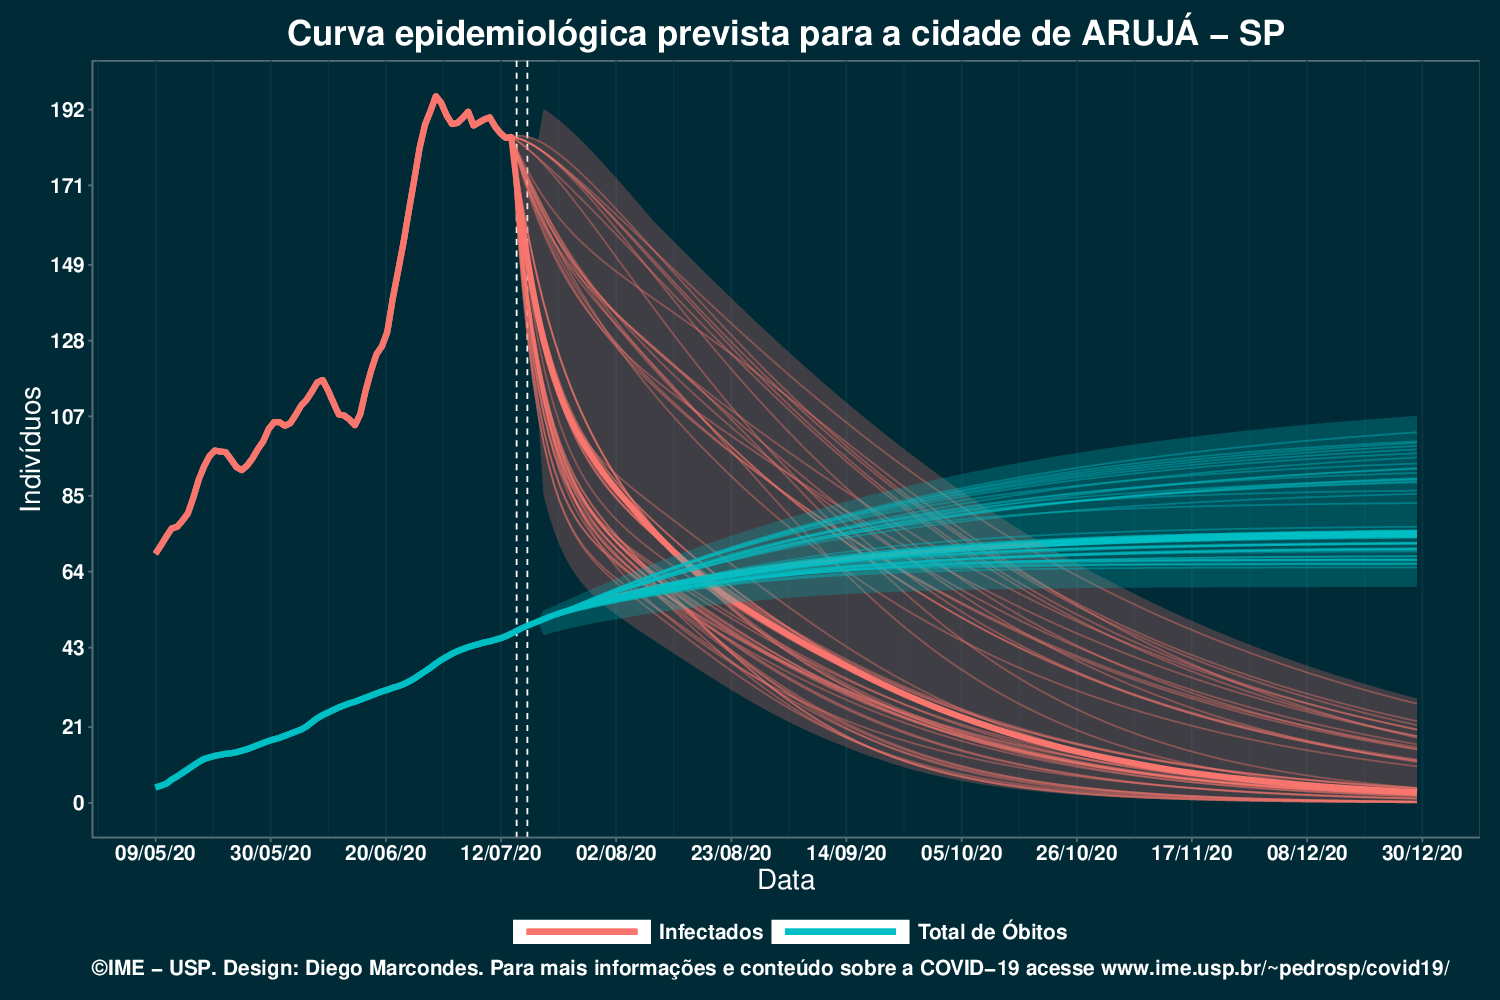 Curva epidemiológica prevista para a cidade de ARUJÁ – SP
Indivíduos
192
171
149
128
107
85
64
43
21
0
09/05/20 30/05/20 20/06/20 12/07/20 02/08/20 23/08/20 14/09/20 05/10/20 26/10/20 17/11/20 08/12/20 30/12/20
Data
Infectados Total de Óbitos
©IME – USP. Design: Diego Marcondes. Para mais informações e conteúdo sobre a COVID–19 acesse www.ime.usp.br/~pedrosp/covid19/